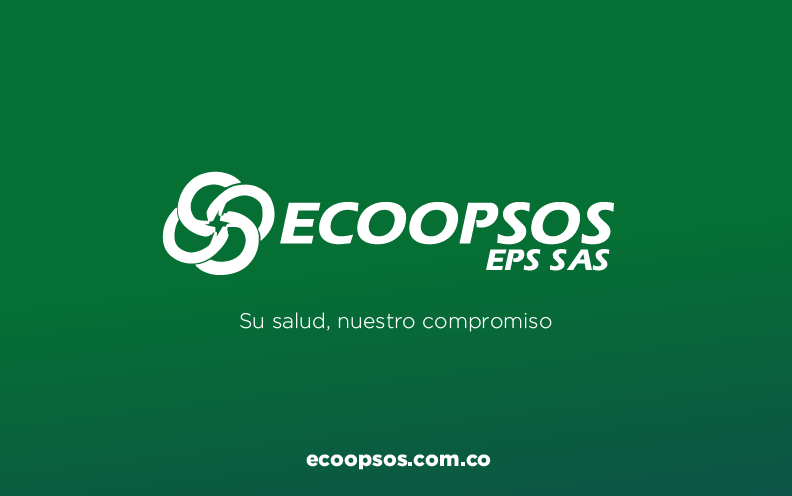 ECOOPSOS
EPS SAS
Su salud, nuestro compromiso
ecoopsos.com.co